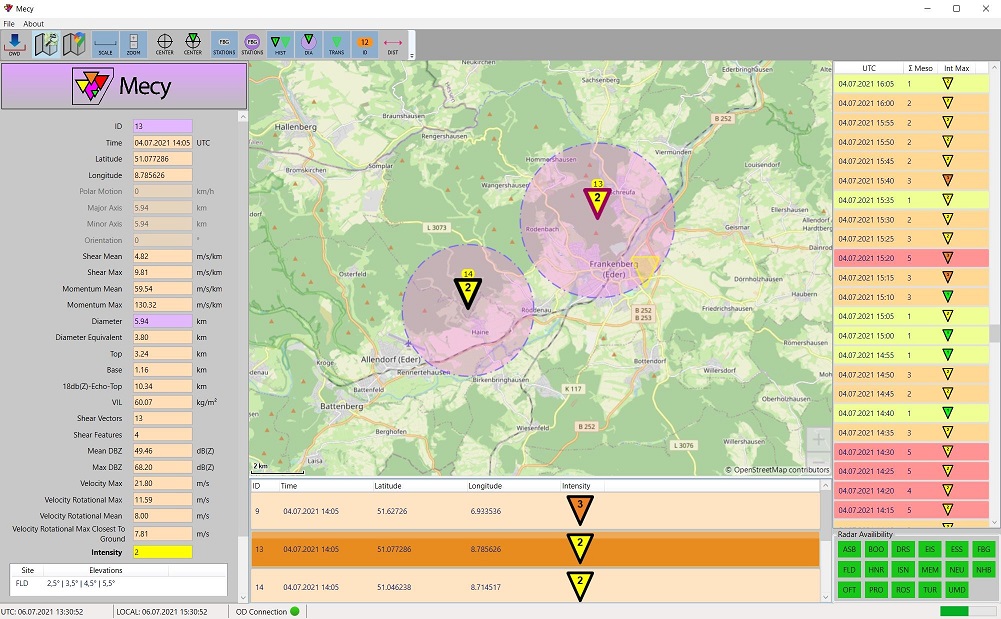 Mecy
File About
DWD SCALE ZOOM CENTER CENTER FBG STATIONS FBG STATIONS HIST DIA TRANS 12 ID DIST
Mecy
ID 13
Time 04.07.2021 14:05 UTC
Latitude 51.077286
Longitude 8.785626
Polar Motion 0 km/h
Major Axis 5.94 km
Minor Axis 5.94 km
Orientation 0 °
Shear Mean 4.82 m/s/km
Shear Max 9.81 m/s/km
Momentum Mean 59.54 m/s/km
Momentum Max 130.32 m/s/km
Diameter 5.94 km
Diameter Equivalent 3.80 km
Top 3.24 km
Base 1.16 km
18db(Z)-Echo-Top 10.34 km
VIL 60.07 kg/m²
Shear Vectors 13
Shear Features 4
Mean DBZ 49.46 dB(Z)
Max DBZ 68.20 dB(Z)
Velocity Max 21.80 m/s
Velocity Rotational Max 11.59 m/s
Velocity Rotational Mean 8.00 m/s
Velocity Rotational Max Closest To
Ground 7.81 m/s
Intensity 2
Site Elevations
FLD 2,5° | 3,5° | 4,5° | 5,5°
Neukirchen
Ederbringhausen
Sachsenberg
Braunshausen
B 252
Hallenberg
Rengershausen
Viermünden
Somplar
Hommershausen
Louisendorf
Bromskirchen
Wangershausen
13
2
Schreufa
Ellershausen
L 3073
Rodenbach
Geismar
Osterfeld
Frankenberg
(Eder)
14
2
Dörnholzhausen
Haubern
Rodenau
B 252
B 253
Friedrichshausen
Haine
Allendorf (Eder)
Rennertehausen
Röddenau
Birkenbringhausen
Bottendorf
Willersdorf
Battenberg
K 117
Berghofen
Wiesenfeld
B 252
Laisa
L 3076
Willershausen
2 km
© OpenStreetMap contributors
ID Time Latitude Longitude Intensity
9 04.07.2021 14:05 51.62726 6.933536 3
13 04.07.2021 14:05 51.077286 8.785626 2
14 04.07.2021 14:05 51.046238 8.714517 2
UTC Σ Meso Int Max
04.07.2021 16:05 1
04.07.2021 16:00 2
04.07.2021 15:55 2
04.07.2021 15:50 2
04.07.2021 15:45 2
04.07.2021 15:40 3
04.07.2021 15:35 1
04.07.2021 15:30 2
04.07.2021 15:25 3
04.07.2021 15:20 5
04.07.2021 15:15 3
04.07.2021 15:10 3
04.07.2021 15:05 1
04.07.2021 15:00 1
04.07.2021 14:55 1
04.07.2021 14:50 3
04.07.2021 14:45 2
04.07.2021 14:40 1
04.07.2021 14:35 3
04.07.2021 14:30 5
04.07.2021 14:25 5
04.07.2021 14:20 4
04.07.2021 14:15 5
Radar Availibility
ASB BOO DRS EIS ESS FBG
FLD HNR ISN MEM NEU NHB
OFT PRO ROS TUR UMD
UTC: 06.07.2021 13:30:52 LOCAL: 06.07.2021 15:30:52 OD Connection